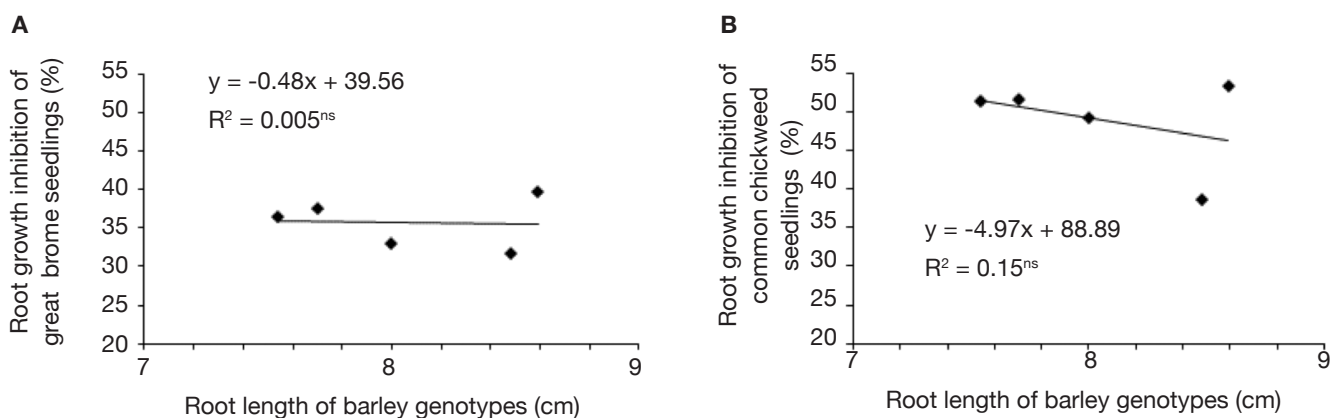 A
Root growth inhibition of
great brome seedlings (%)
55
50
45
40
35
30
25
20
y = -0.48x + 39.56
R² = 0.005ⁿˢ
7
8
9
Root length of barley genotypes (cm)
B
Root growth inhibition of
common chickweed
seedlings (%)
55
50
45
40
35
30
25
20
y = -4.97x + 88.89
R² = 0.15ⁿˢ
7
8
9
Root length of barley genotypes (cm)